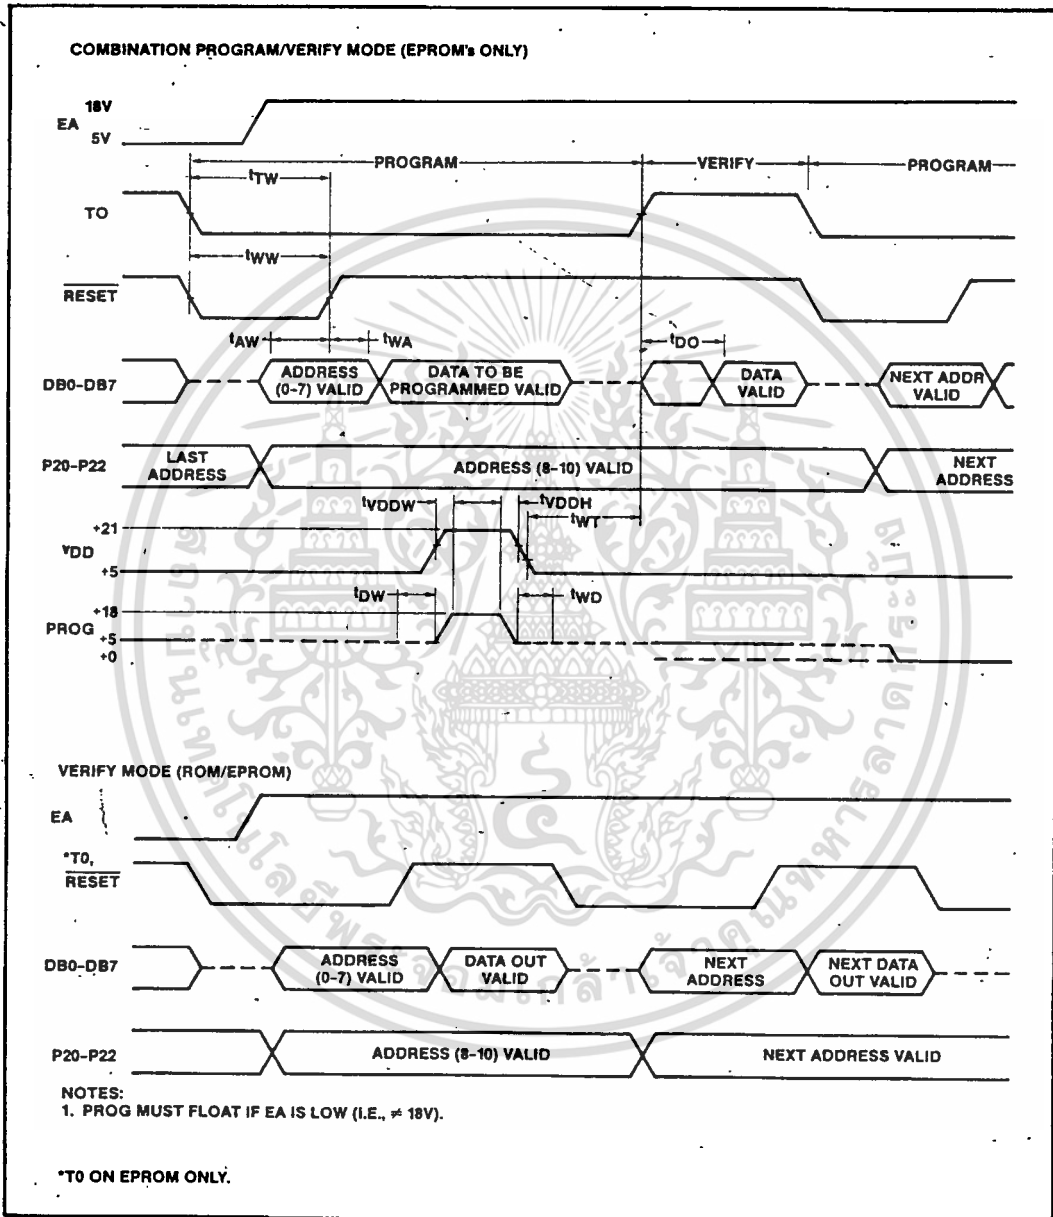 COMBINATION PROGRAM/VERIFY MODE (EPROM's ONLY)
18V
EA
5V
PROGRAM
VERIFY
PROGRAM
tTW
TO
tWW
RESET
tAW
tWA
tDO
DB0-DB7
ADDRESS
(0-7) VALID
DATA TO BE
PROGRAMMED VALID
DATA
VALID
NEXT ADDR
VALID
P20-P22
LAST
ADDRESS
ADDRESS (8-10) VALID
NEXT
ADDRESS
tVDDW
tVDDH
tWT
+21
VDD
+5
tDW
tWD
+18
PROG
+5
+0
VERIFY MODE (ROM/EPROM)
EA
*T0,
RESET
DB0-DB7
ADDRESS
(0-7) VALID
DATA OUT
VALID
NEXT
ADDRESS
NEXT DATA
OUT VALID
P20-P22
ADDRESS (8-10) VALID
NEXT ADDRESS VALID
NOTES:
1. PROG MUST FLOAT IF EA IS LOW (I.E., ≠ 18V).
*T0 ON EPROM ONLY.